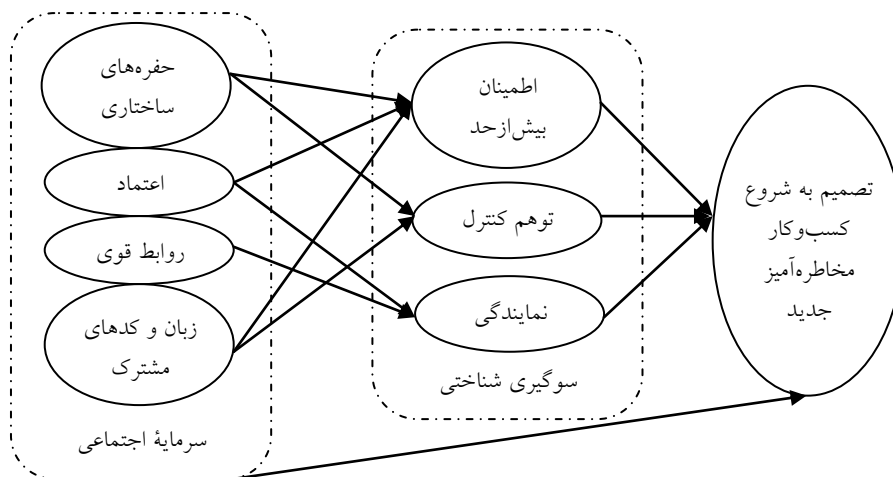 حفره‌های
ساختاری
اعتماد
روابط قوی
زبان و کدهای
مشترک
سرمایۀ اجتماعی
اطمینان
بیش‌ازحد
توهم کنترل
نمایندگی
سوگیری شناختی
تصمیم به شروع
کسب‌وکار
مخاطره‌آمیز
جدید